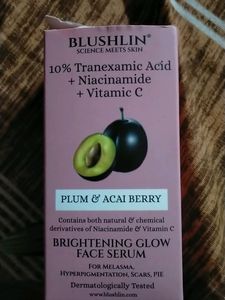 BLUSHLIN®
SCIENCE MEETS SKIN
10% Tranexamic Acid
+ Niacinamide
+ Vitamin C
PLUM & ACAI BERRY
Contains both natural & chemical
derivatives of Niacinamide & Vitamin C
BRIGHTENING GLOW
FACE SERUM
FOR MELASMA,
HYPERPIGMENTATION, SCARS, PIE
Dermatologically Tested
www.blushlin.com